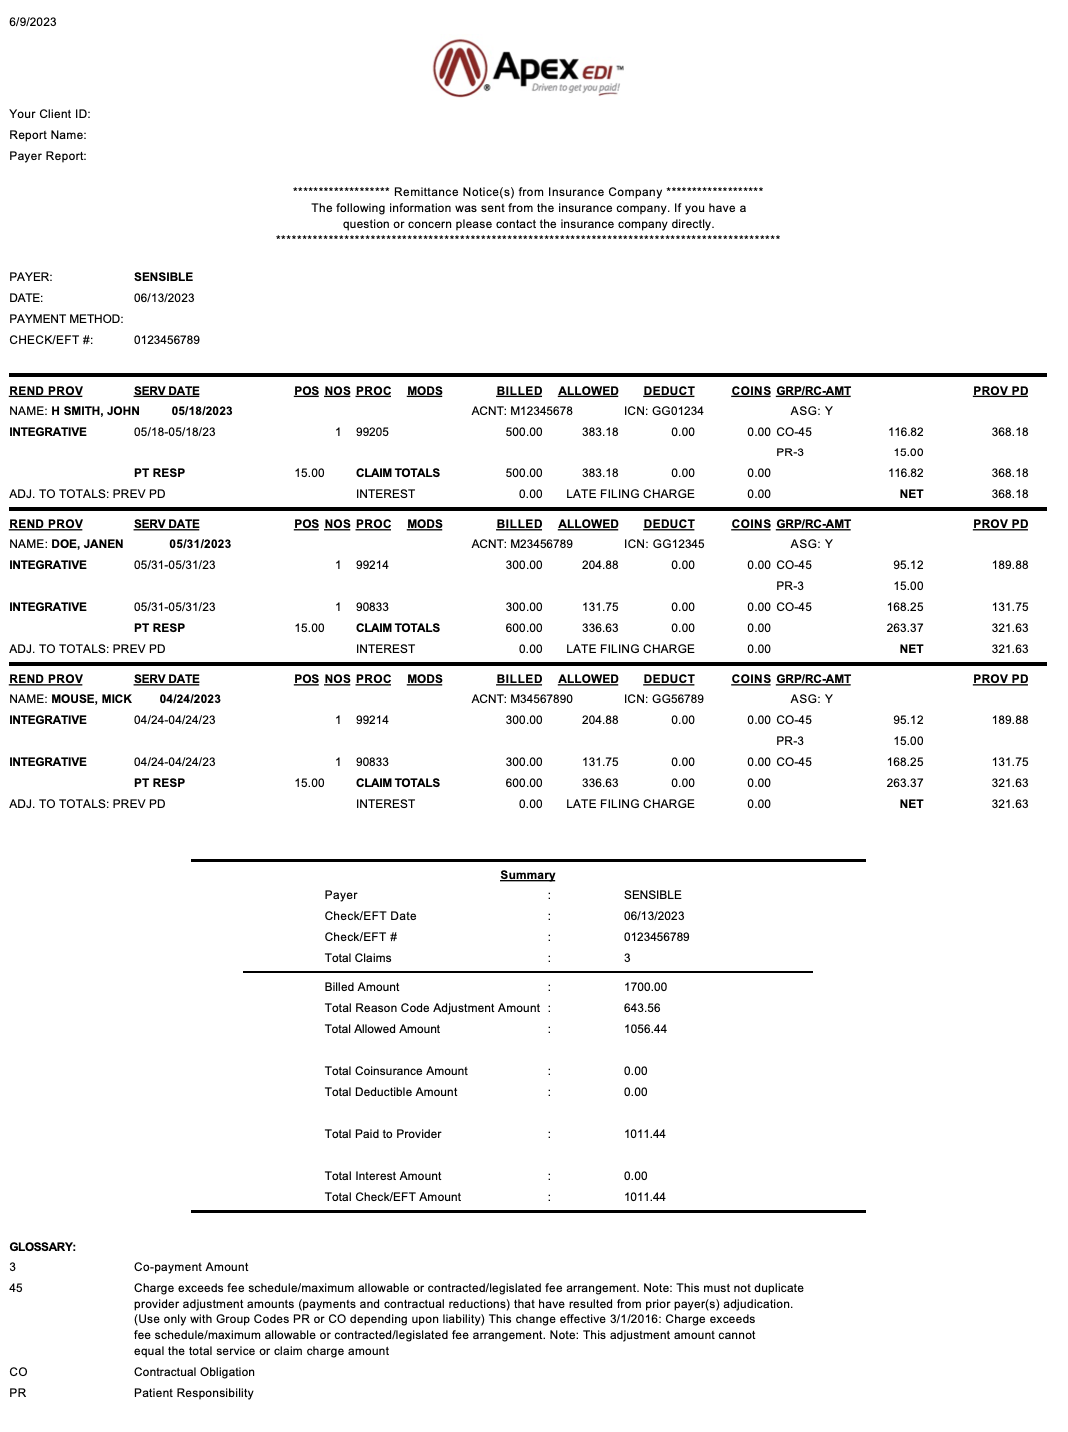 6/9/2023
Apex EDI ™
® Driven to get you paid!
Your Client ID:
Report Name:
Payer Report:
******************* Remittance Notice(s) from Insurance Company *******************
The following information was sent from the insurance company. If you have a
question or concern please contact the insurance company directly.
****************************************************************************************************
PAYER: SENSIBLE
DATE: 06/13/2023
PAYMENT METHOD:
CHECK/EFT #: 0123456789
REND PROV SERV DATE POS NOS PROC MODS BILLED ALLOWED DEDUCT COINS GRP/RC-AMT PROV PD
NAME: H SMITH, JOHN 05/18/2023 ACNT: M12345678 ICN: GG01234 ASG: Y
INTEGRATIVE 05/18-05/18/23 1 99205 500.00 383.18 0.00 0.00 CO-45 116.82 368.18
PR-3 15.00
PT RESP 15.00 CLAIM TOTALS 500.00 383.18 0.00 0.00 116.82 368.18
ADJ. TO TOTALS: PREV PD INTEREST 0.00 LATE FILING CHARGE 0.00 NET 368.18
REND PROV SERV DATE POS NOS PROC MODS BILLED ALLOWED DEDUCT COINS GRP/RC-AMT PROV PD
NAME: DOE, JANEN 05/31/2023 ACNT: M23456789 ICN: GG12345 ASG: Y
INTEGRATIVE 05/31-05/31/23 1 99214 300.00 204.88 0.00 0.00 CO-45 95.12 189.88
PR-3 15.00
INTEGRATIVE 05/31-05/31/23 1 90833 300.00 131.75 0.00 0.00 CO-45 168.25 131.75
PT RESP 15.00 CLAIM TOTALS 600.00 336.63 0.00 0.00 263.37 321.63
ADJ. TO TOTALS: PREV PD INTEREST 0.00 LATE FILING CHARGE 0.00 NET 321.63
REND PROV SERV DATE POS NOS PROC MODS BILLED ALLOWED DEDUCT COINS GRP/RC-AMT PROV PD
NAME: MOUSE, MICK 04/24/2023 ACNT: M34567890 ICN: GG56789 ASG: Y
INTEGRATIVE 04/24-04/24/23 1 99214 300.00 204.88 0.00 0.00 CO-45 95.12 189.88
PR-3 15.00
INTEGRATIVE 04/24-04/24/23 1 90833 300.00 131.75 0.00 0.00 CO-45 168.25 131.75
PT RESP 15.00 CLAIM TOTALS 600.00 336.63 0.00 0.00 263.37 321.63
ADJ. TO TOTALS: PREV PD INTEREST 0.00 LATE FILING CHARGE 0.00 NET 321.63
Summary
Payer : SENSIBLE
Check/EFT Date : 06/13/2023
Check/EFT # : 0123456789
Total Claims : 3
Billed Amount : 1700.00
Total Reason Code Adjustment Amount : 643.56
Total Allowed Amount : 1056.44
Total Coinsurance Amount : 0.00
Total Deductible Amount : 0.00
Total Paid to Provider : 1011.44
Total Interest Amount : 0.00
Total Check/EFT Amount : 1011.44
GLOSSARY:
3 Co-payment Amount
45 Charge exceeds fee schedule/maximum allowable or contracted/legislated fee arrangement. Note: This must not duplicate
provider adjustment amounts (payments and contractual reductions) that have resulted from prior payer(s) adjudication.
(Use only with Group Codes PR or CO depending upon liability) This change effective 3/1/2016: Charge exceeds
fee schedule/maximum allowable or contracted/legislated fee arrangement. Note: This adjustment amount cannot
equal the total service or claim charge amount
CO Contractual Obligation
PR Patient Responsibility